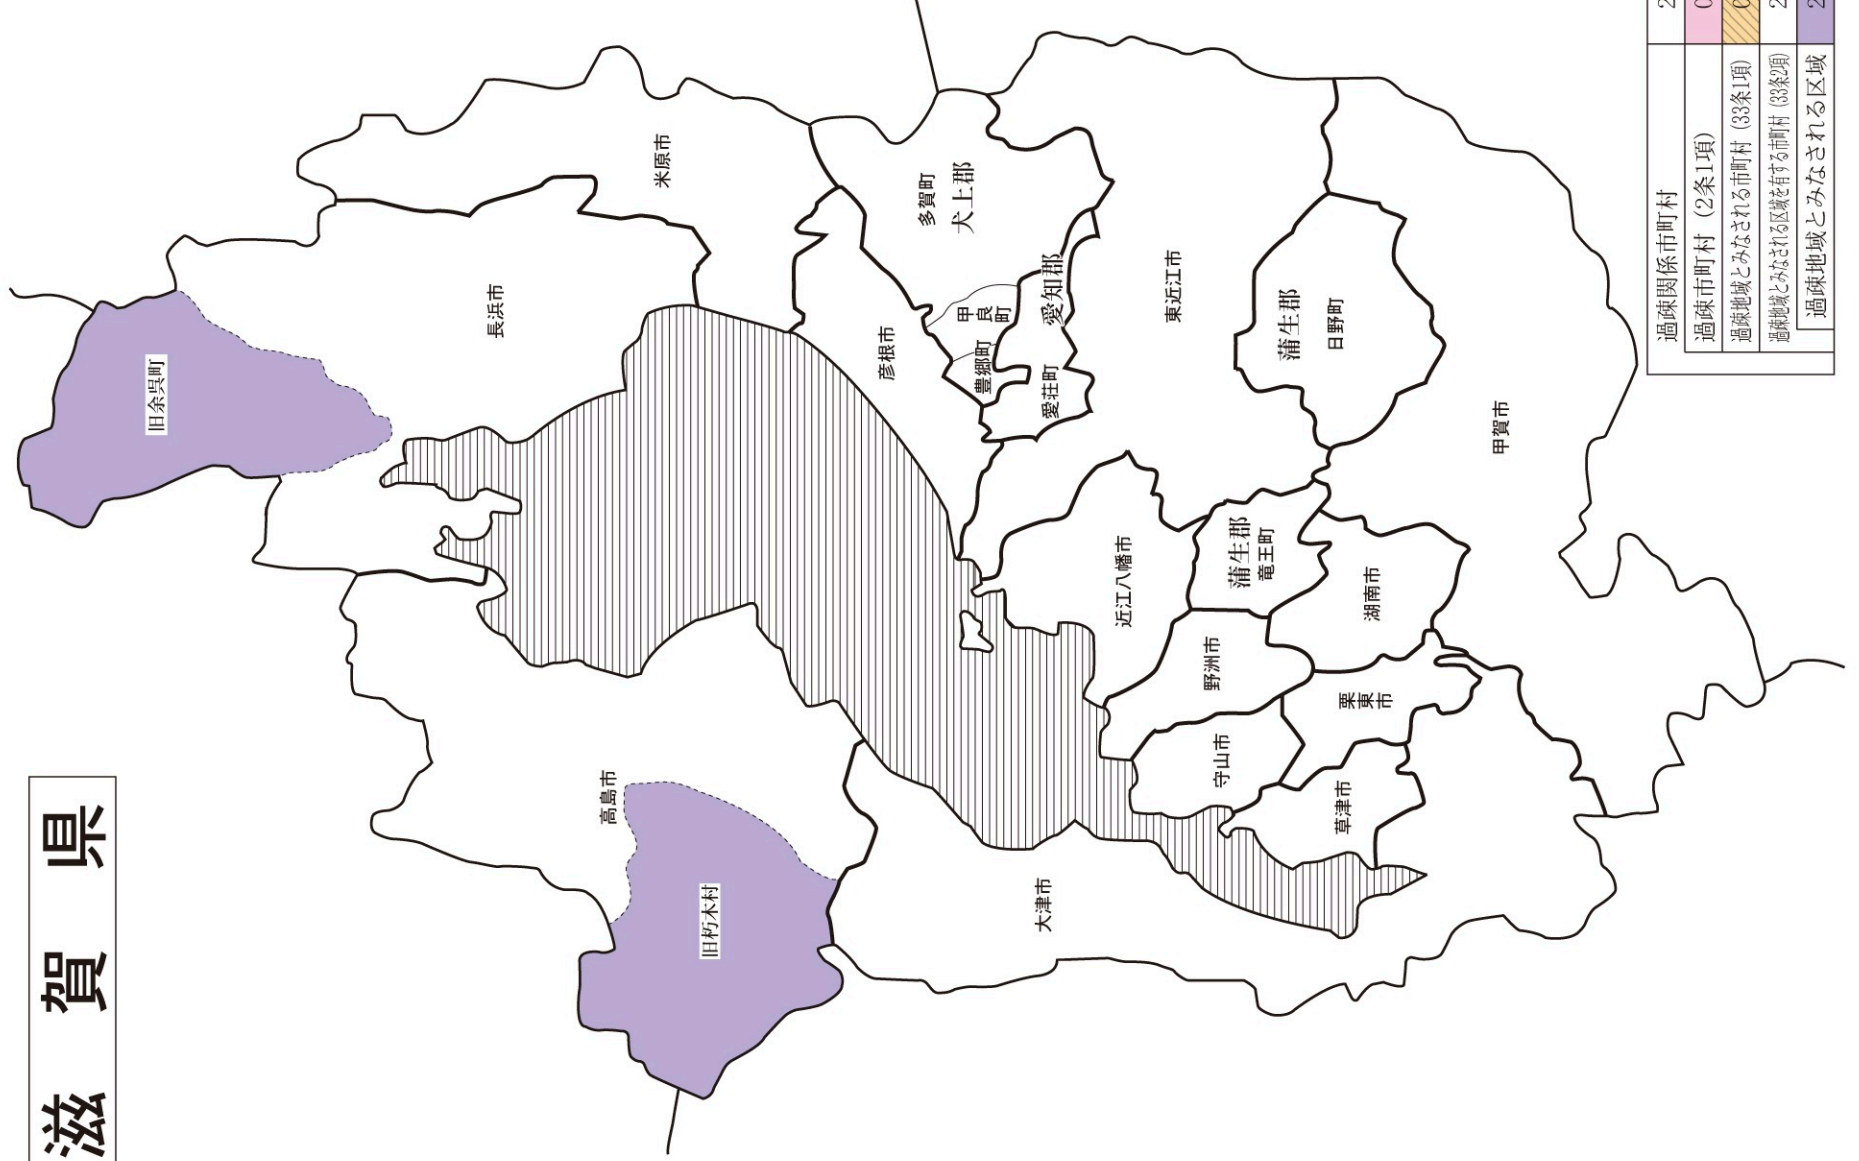 滋賀県
旧余呉町
長浜市
米原市
高島市
旧朽木村
彦根市
多賀町
犬上郡
甲良町
豊郷町
愛知郡
愛荘町
東近江市
蒲生郡
日野町
近江八幡市
蒲生郡
竜王町
甲賀市
湖南市
野洲市
栗東市
守山市
草津市
大津市
過疎関係市町村 2
過疎市町村（2条1項） 0
過疎地域とみなされる市町村（33条1項） 0
過疎地域とみなされる区域を有する市町村（33条2項） 2
過疎地域とみなされる区域 2